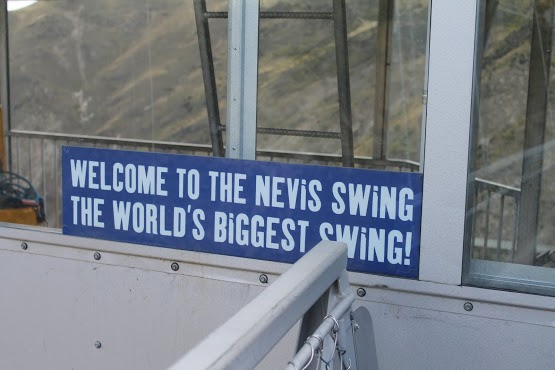 WELCOME TO THE NEViS SWiNG
THE WORLD'S BiGGEST SWiNG!